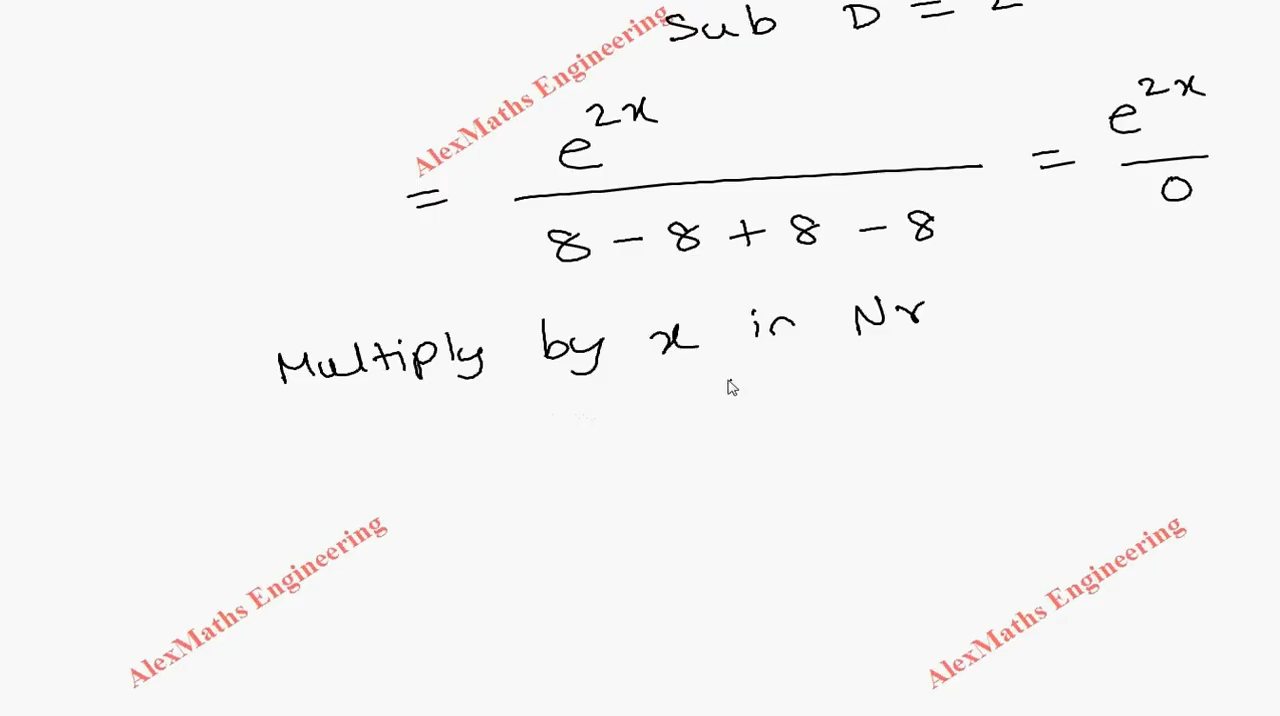 Sub D = 2
AlexMaths Engineering
= e^{2x} / 8 - 8 + 8 - 8 = e^{2x} / 0
Multiply by x in Nr
AlexMaths Engineering
AlexMaths Engineering